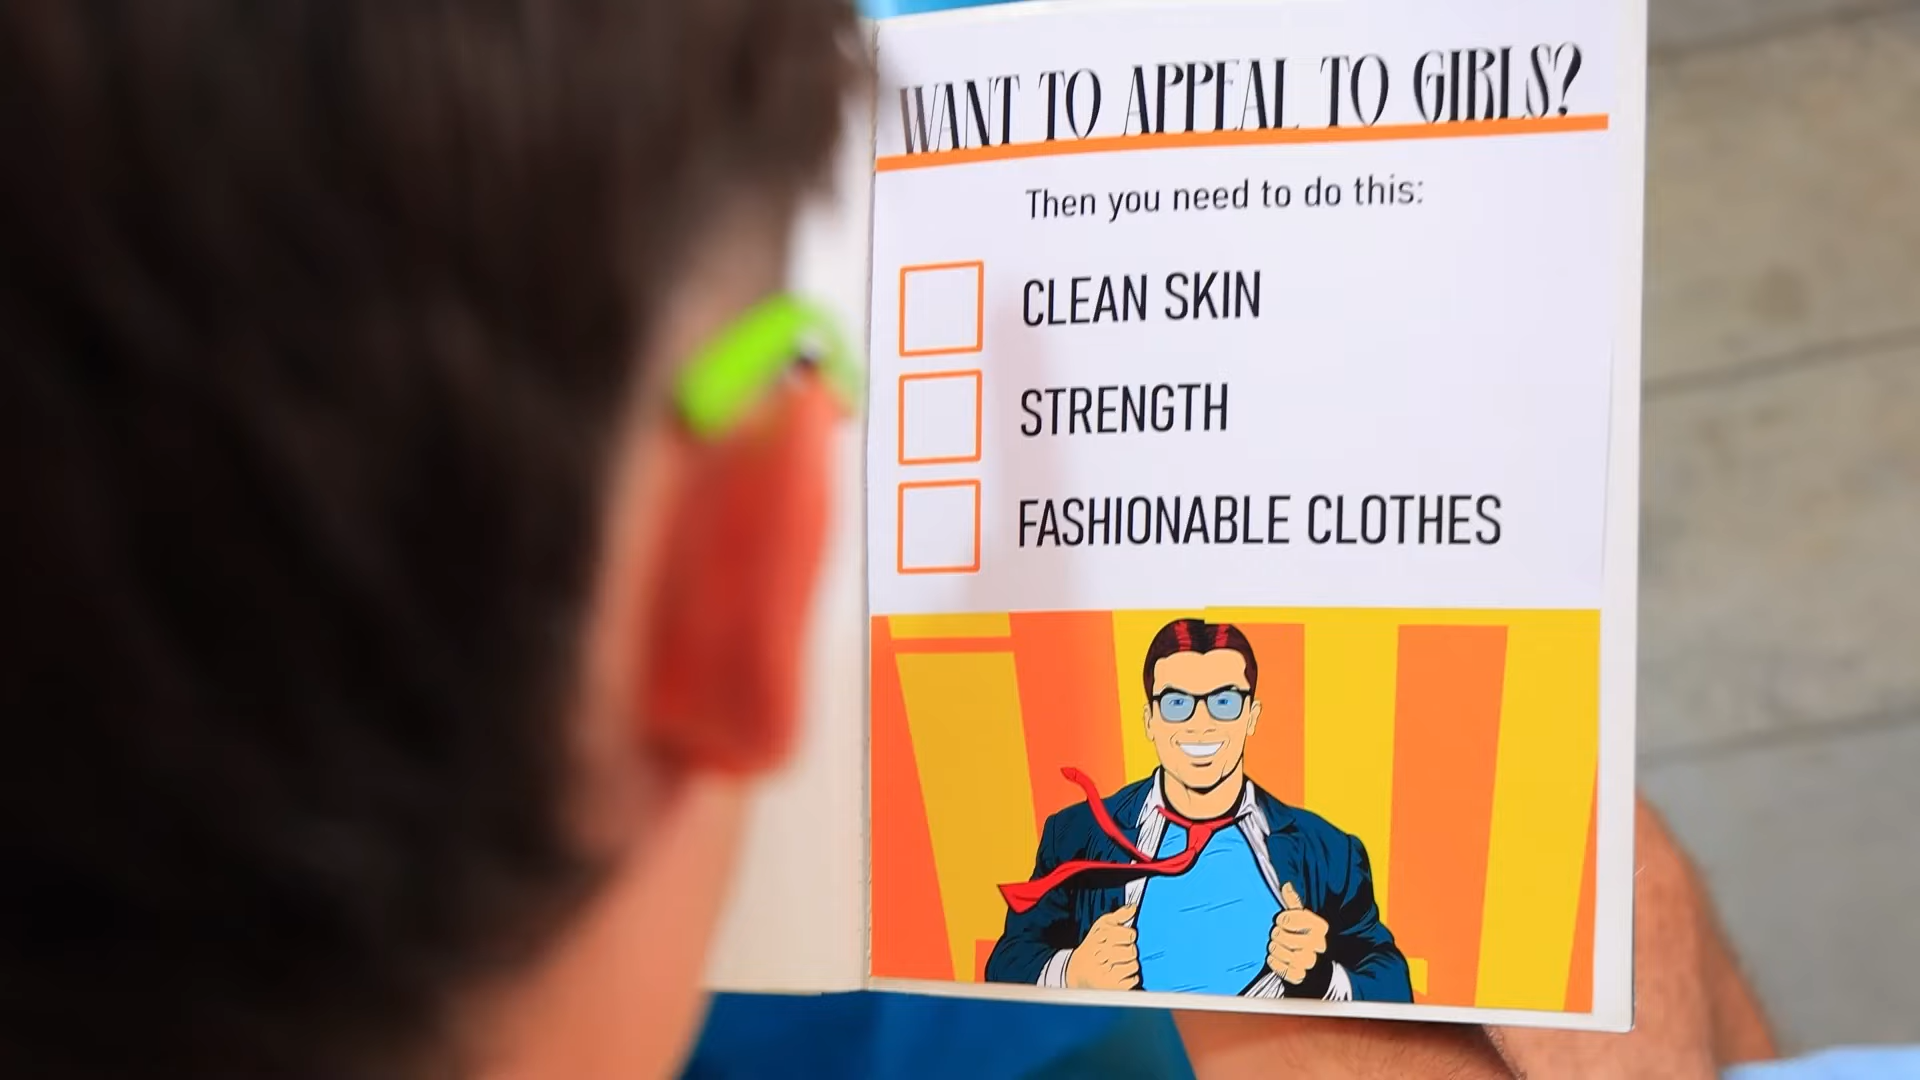 WANT TO APPEAL TO GIRLS?
Then you need to do this:
CLEAN SKIN
STRENGTH
FASHIONABLE CLOTHES